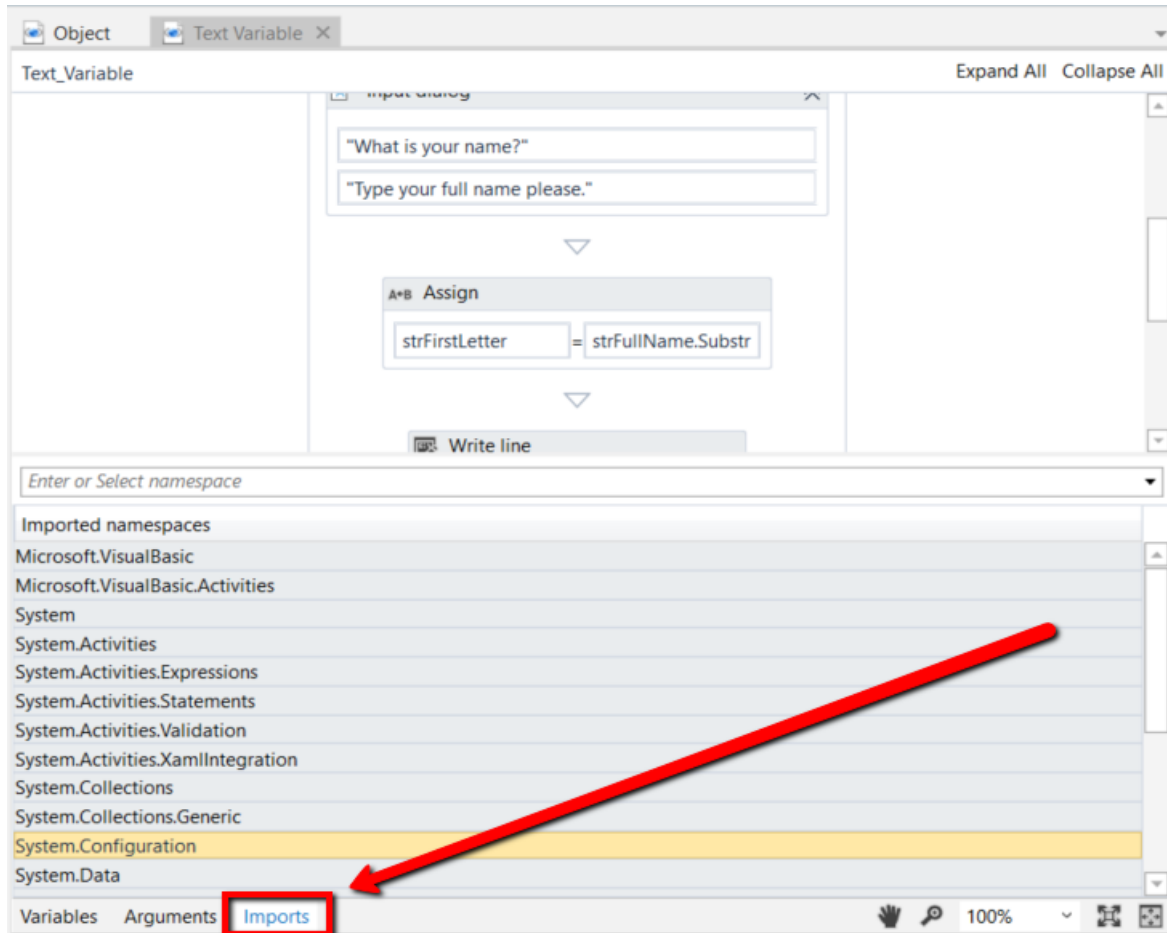 Object Text Variable
Text_Variable Expand All Collapse All
Input dialog
"What is your name?"
"Type your full name please."
A+B Assign
strFirstLetter = strFullName.Substr
Write line
Enter or Select namespace
Imported namespaces
Microsoft.VisualBasic
Microsoft.VisualBasic.Activities
System
System.Activities
System.Activities.Expressions
System.Activities.Statements
System.Activities.Validation
System.Activities.XamlIntegration
System.Collections
System.Collections.Generic
System.Configuration
System.Data
Variables Arguments Imports 100%